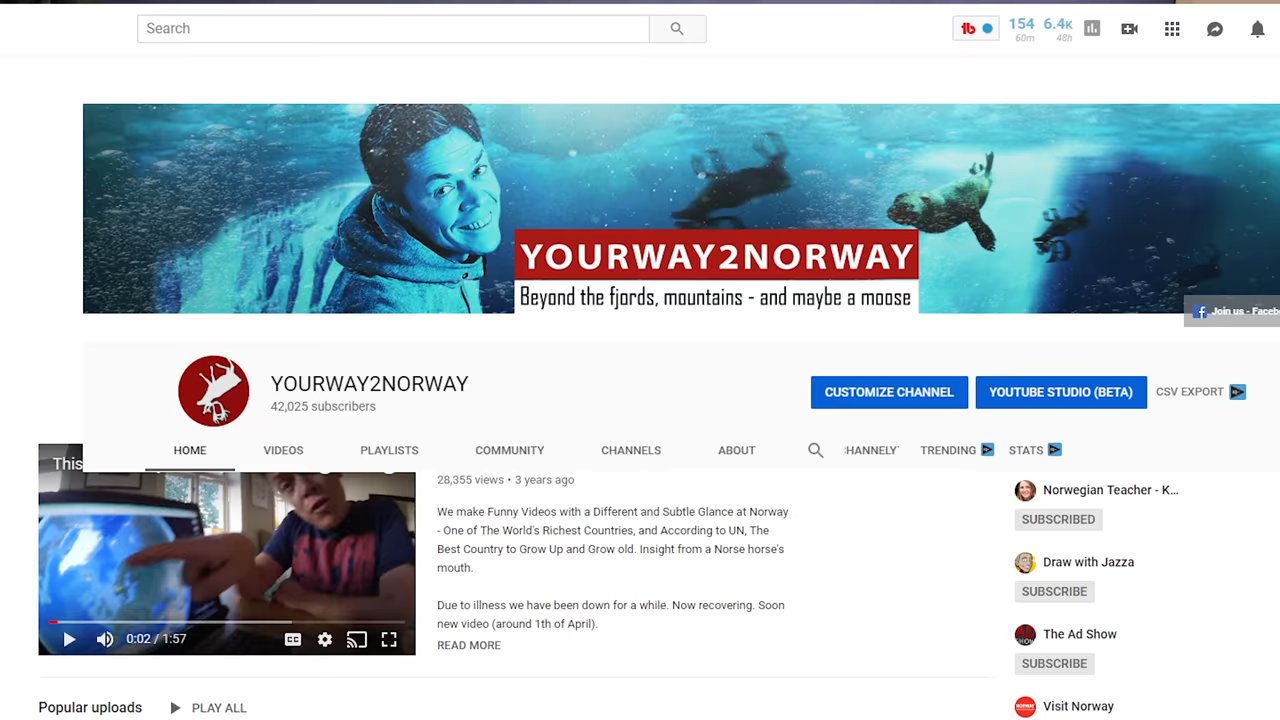 Search
154
60m
6.4K
48h
YOURWAY2NORWAY
Beyond the fjords, mountains - and maybe a moose
Join us - Faceb
YOURWAY2NORWAY
42,025 subscribers
CUSTOMIZE CHANNEL
YOUTUBE STUDIO (BETA)
CSV EXPORT
HOME
VIDEOS
PLAYLISTS
COMMUNITY
CHANNELS
ABOUT
TRENDING
STATS
This
0:02 / 1:57
28,355 views • 3 years ago
We make Funny Videos with a Different and Subtle Glance at Norway
- One of The World's Richest Countries, and According to UN, The
Best Country to Grow Up and Grow old. Insight from a Norse horse's
mouth.
Due to illness we have been down for a while. Now recovering. Soon
new video (around 1th of April).
READ MORE
Norwegian Teacher - K...
SUBSCRIBED
Draw with Jazza
SUBSCRIBE
The Ad Show
SUBSCRIBE
Visit Norway
Popular uploads
PLAY ALL